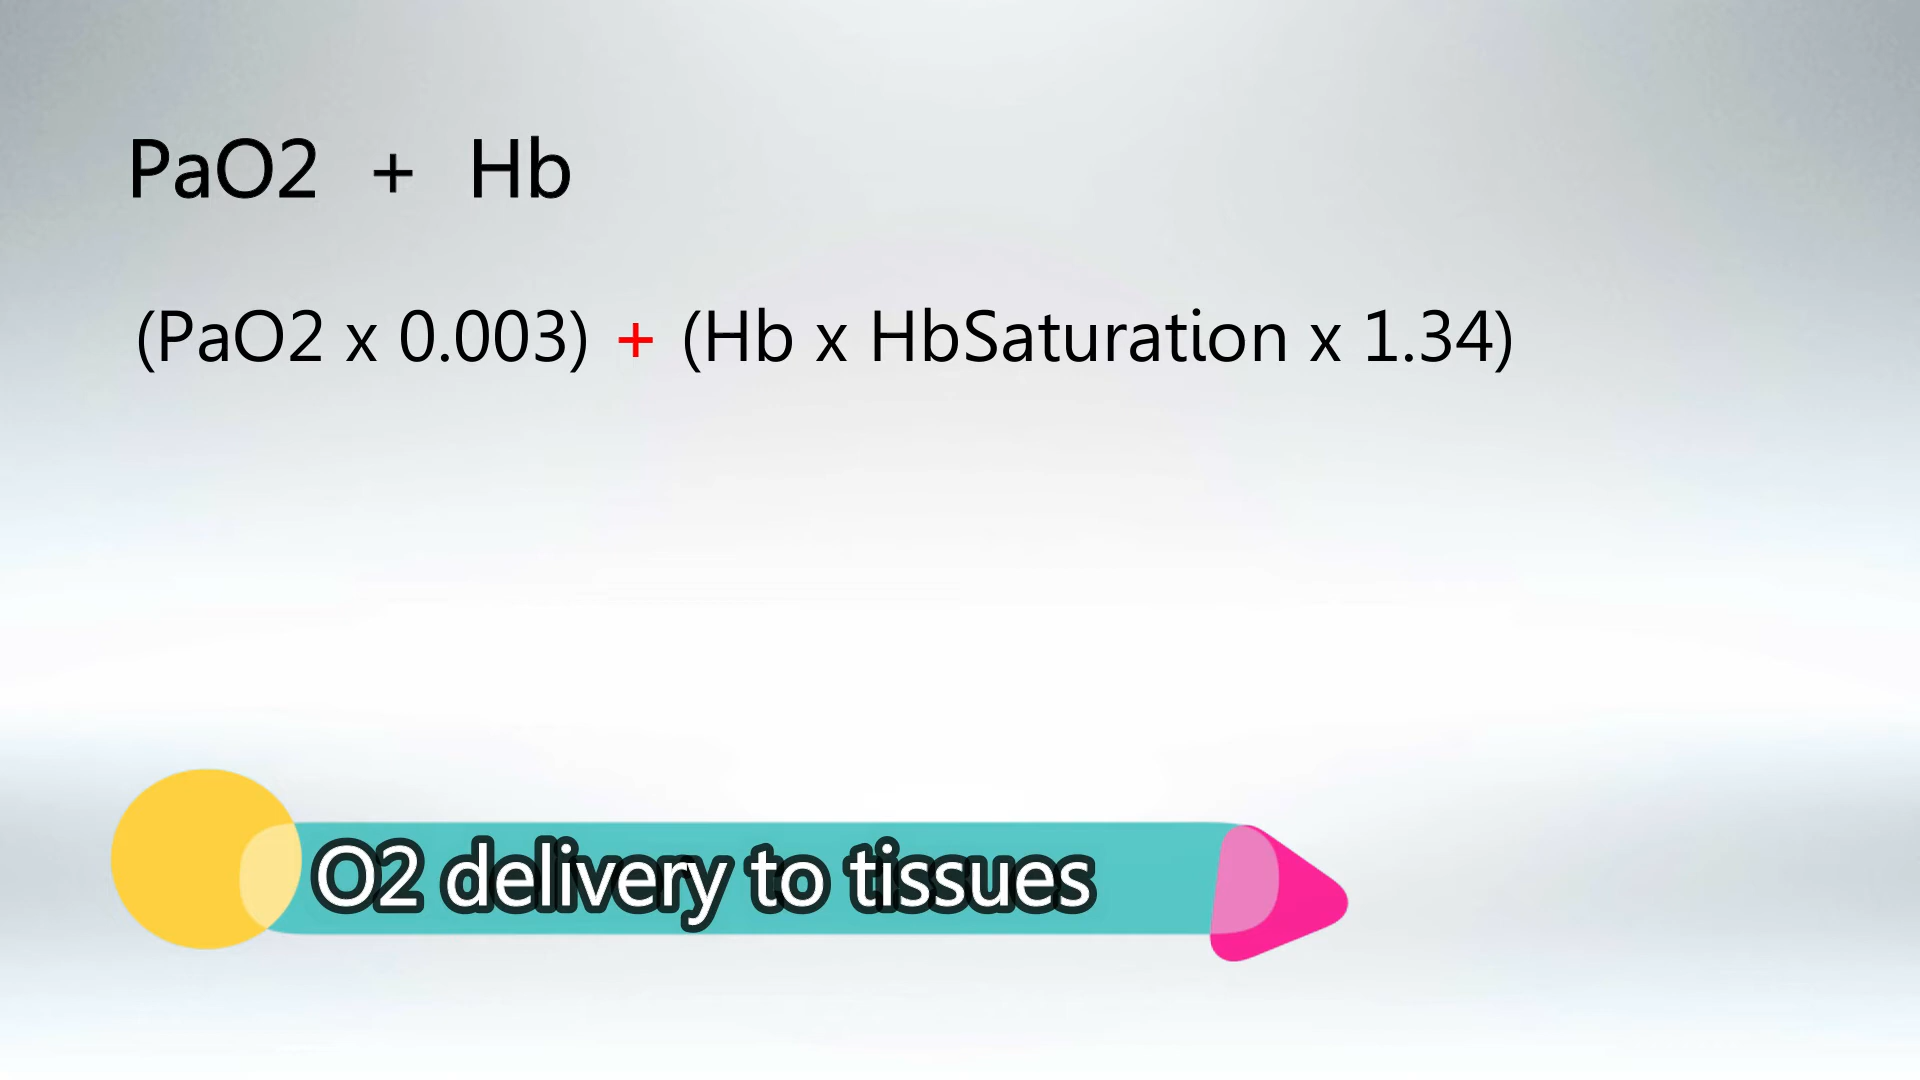 PaO2 + Hb
(PaO2 x 0.003) + (Hb x HbSaturation x 1.34)
O2 delivery to tissues